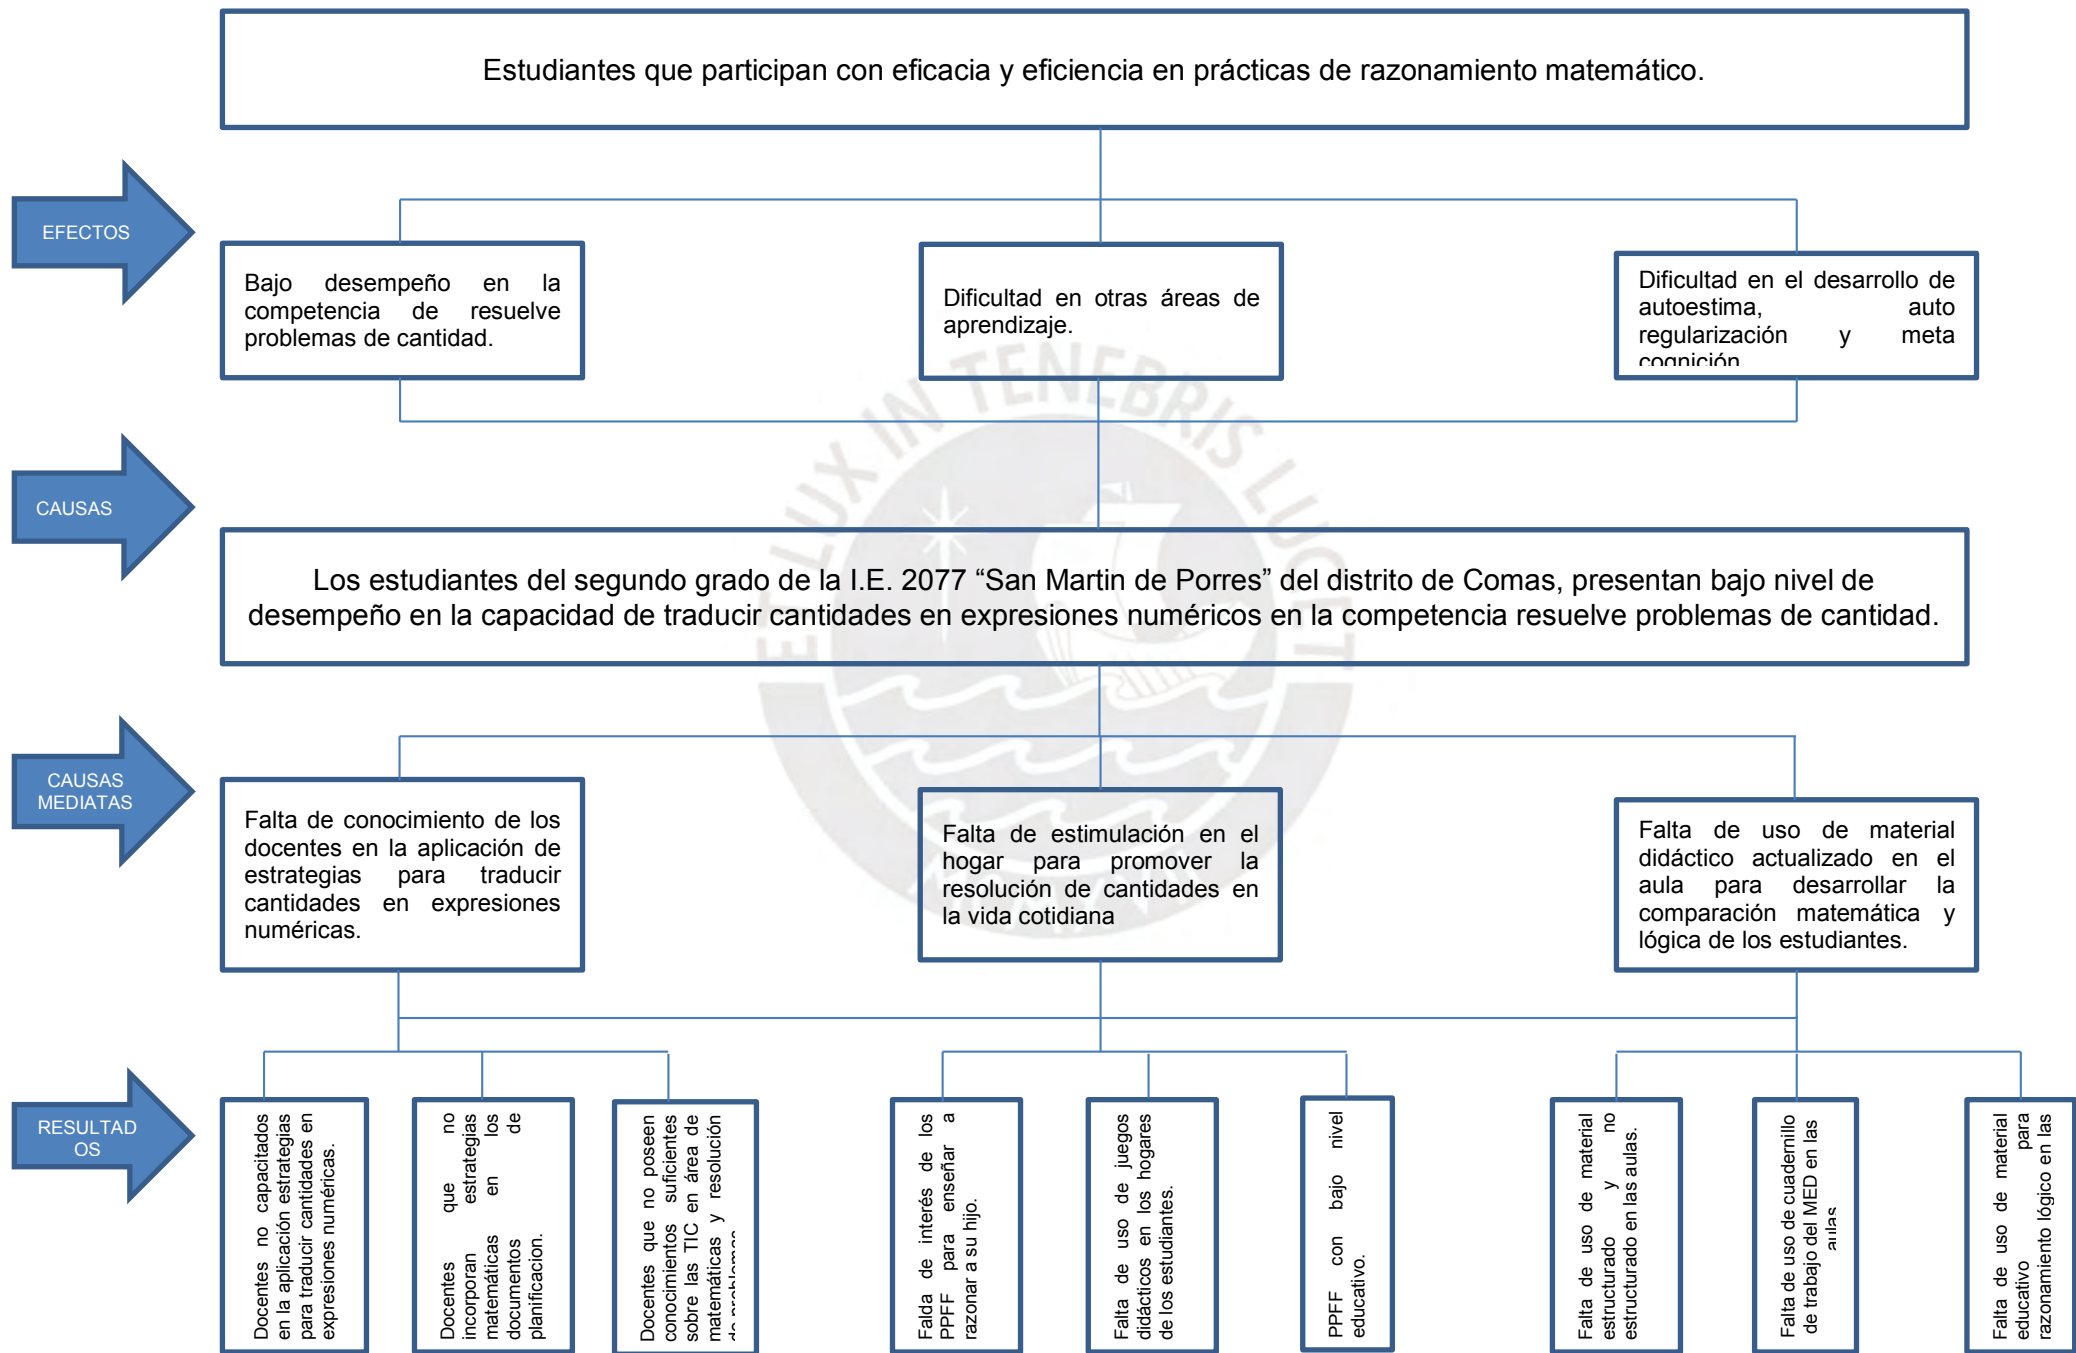 Estudiantes que participan con eficacia y eficiencia en prácticas de razonamiento matemático.
EFECTOS
Bajo desempeño en la
competencia de resuelve
problemas de cantidad.
Dificultad en otras áreas de
aprendizaje.
Dificultad en el desarrollo de
autoestima, auto
regularización y meta
cognición
CAUSAS
Los estudiantes del segundo grado de la I.E. 2077 “San Martin de Porres” del distrito de Comas, presentan bajo nivel de
desempeño en la capacidad de traducir cantidades en expresiones numéricos en la competencia resuelve problemas de cantidad.
ET LUX IN TENEBRIS LUCET
CAUSAS
MEDIATAS
Falta de conocimiento de los
docentes en la aplicación de
estrategias para traducir
cantidades en expresiones
numéricas.
Falta de estimulación en el
hogar para promover la
resolución de cantidades en
la vida cotidiana
Falta de uso de material
didáctico actualizado en el
aula para desarrollar la
comparación matemática y
lógica de los estudiantes.
RESULTAD
OS
Docentes no capacitados
en la aplicación estrategias
para traducir cantidades en
expresiones numéricas.
Docentes que no
incorporan estrategias
matemáticas en los
documentos de
planificacion.
Docentes que no poseen
conocimientos suficientes
sobre las TIC en área de
matemáticas y resolución
de problemas
Falda de interés de los
PPFF para enseñar a
razonar a su hijo.
Falta de uso de juegos
didácticos en los hogares
de los estudiantes.
PPFF con bajo nivel
educativo.
Falta de uso de material
estructurado y no
estructurado en las aulas.
Falta de uso de cuadernillo
de trabajo del MED en las
aulas
Falta de uso de material
educativo para
razonamiento lógico en las